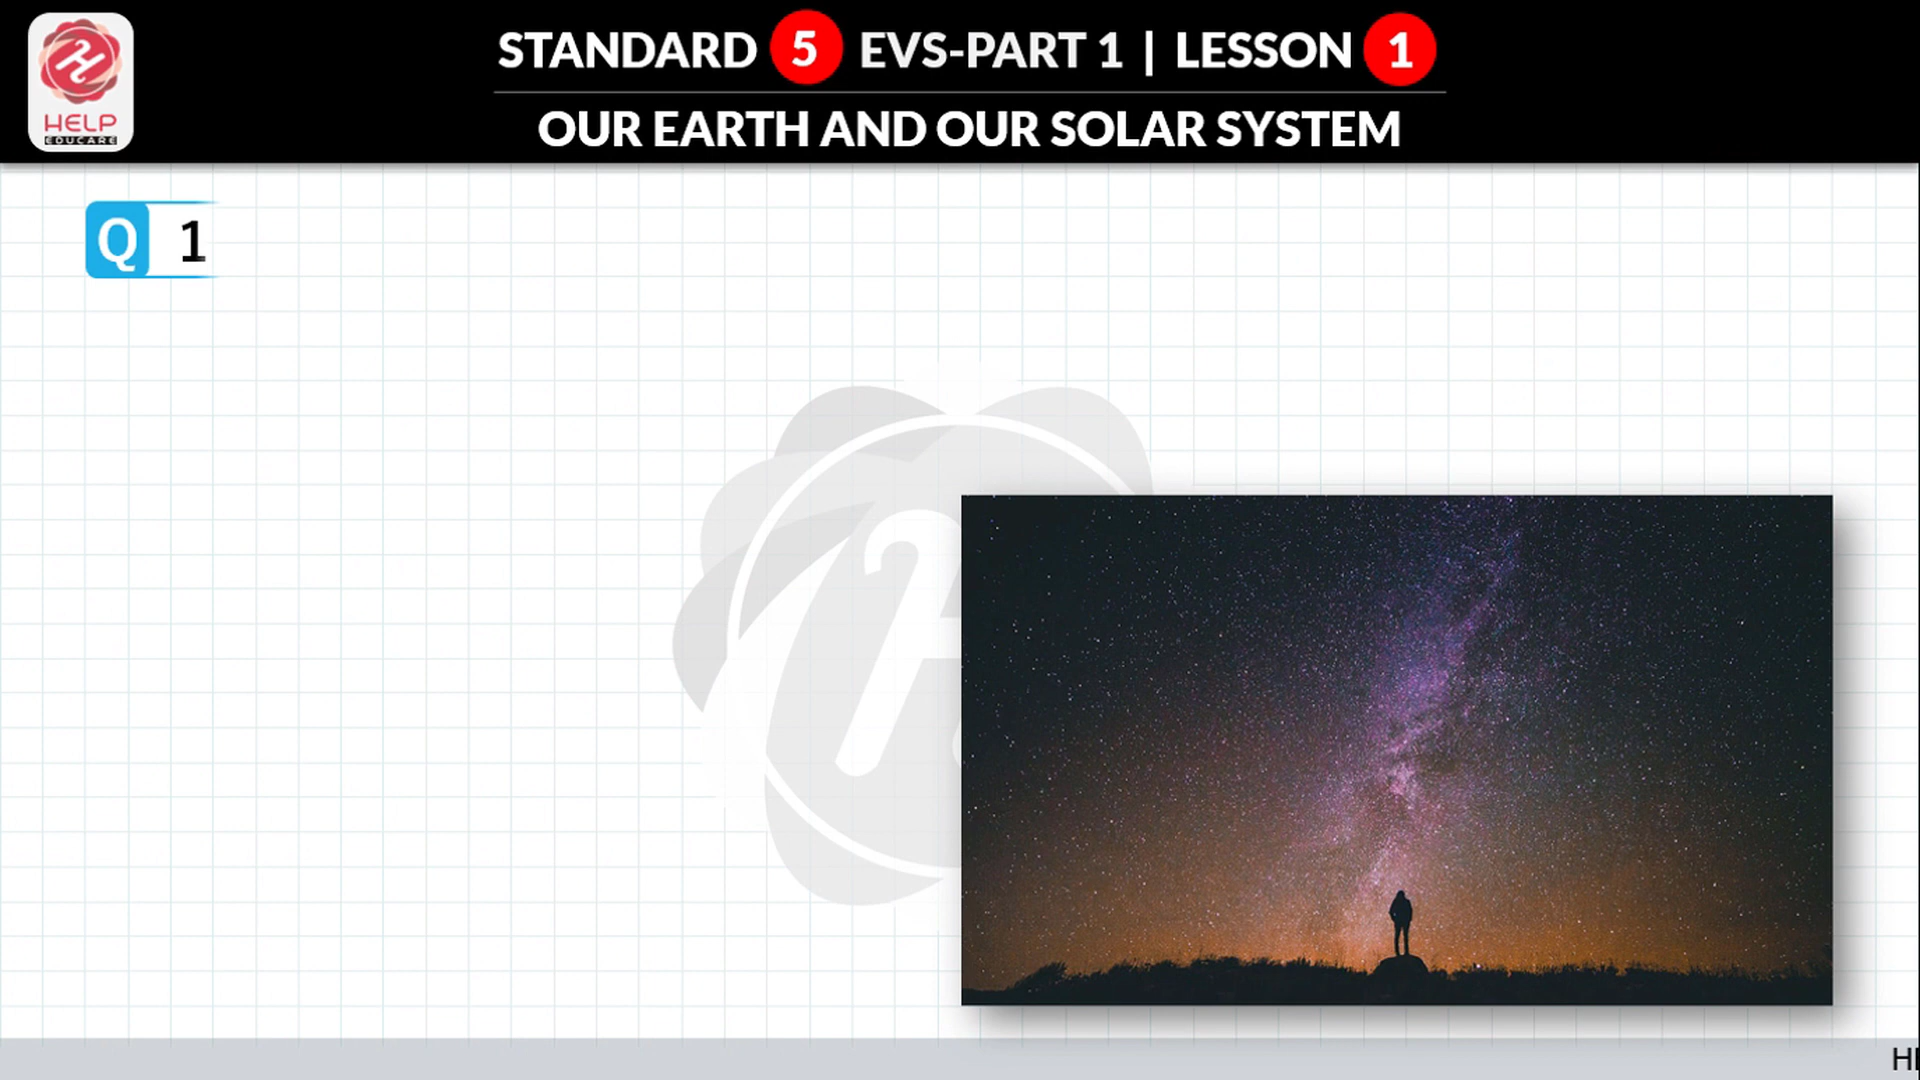 STANDARD 5 EVS-PART 1 | LESSON 1
OUR EARTH AND OUR SOLAR SYSTEM
HELP
EDUCARE
Q 1